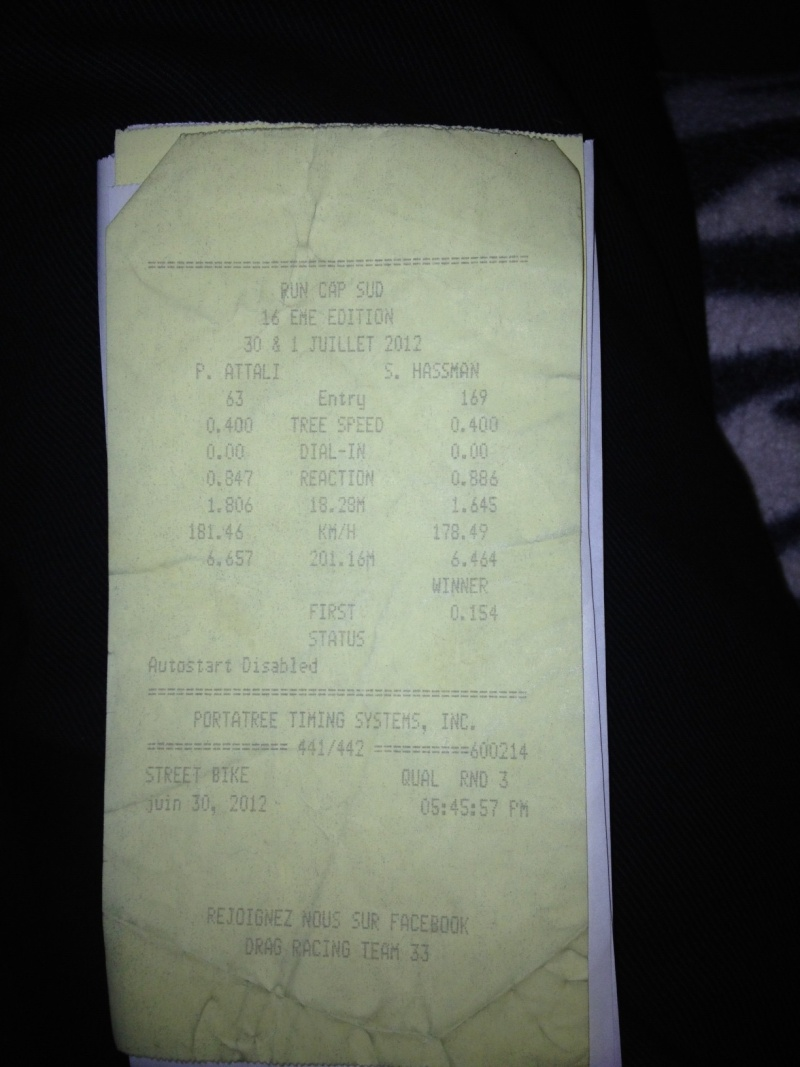 ========================================
RUN CAP SUD
16 EME EDITION
30 & 1 JUILLET 2012
P. ATTALI S. HASSMAN
63 Entry 169
0.400 TREE SPEED 0.400
0.00 DIAL-IN 0.00
0.847 REACTION 0.886
1.806 18.28M 1.645
181.46 KM/H 178.49
6.657 201.16M 6.464
WINNER
FIRST 0.154
STATUS
Autostart Disabled
========================================
PORTATREE TIMING SYSTEMS, INC.
=============== 441/442 ==========600214
STREET BIKE QUAL RND 3
juin 30, 2012 05:45:57 PM
REJOIGNEZ NOUS SUR FACEBOOK
DRAG RACING TEAM 33